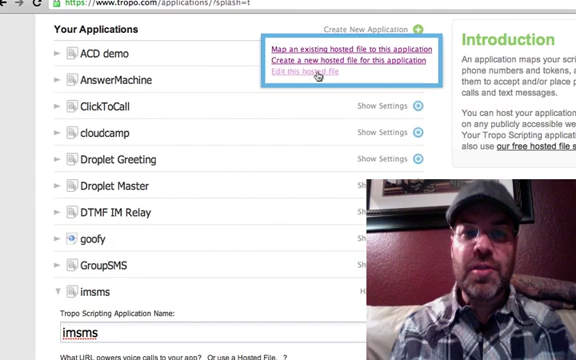 https://www.tropo.com/applications/?splash=t
Your Applications
Create New Application
Map an existing hosted file to this application
Create a new hosted file for this application
Edit this hosted file
ACD demo
AnswerMachine
ClickToCall
Show Settings
cloudcamp
Show Settings
Droplet Greeting
Show Settings
Droplet Master
DTMF IM Relay
goofy
GroupSMS
imsms
H
Tropo Scripting Application Name:
imsms
What URL powers voice calls to your app? Or use a Hosted File. ?
Introduction
An application maps your scri
phone numbers and tokens, a
them to accept and/or place p
calls and text messages.
You can host your application
on any publicly accessible we
Your Tropo Scripting applicatio
also use our free hosted file s